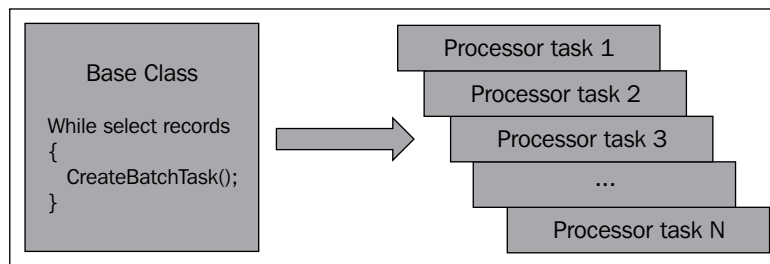 Base Class
While select records
{
CreateBatchTask();
}
Processor task 1
Processor task 2
Processor task 3
...
Processor task N